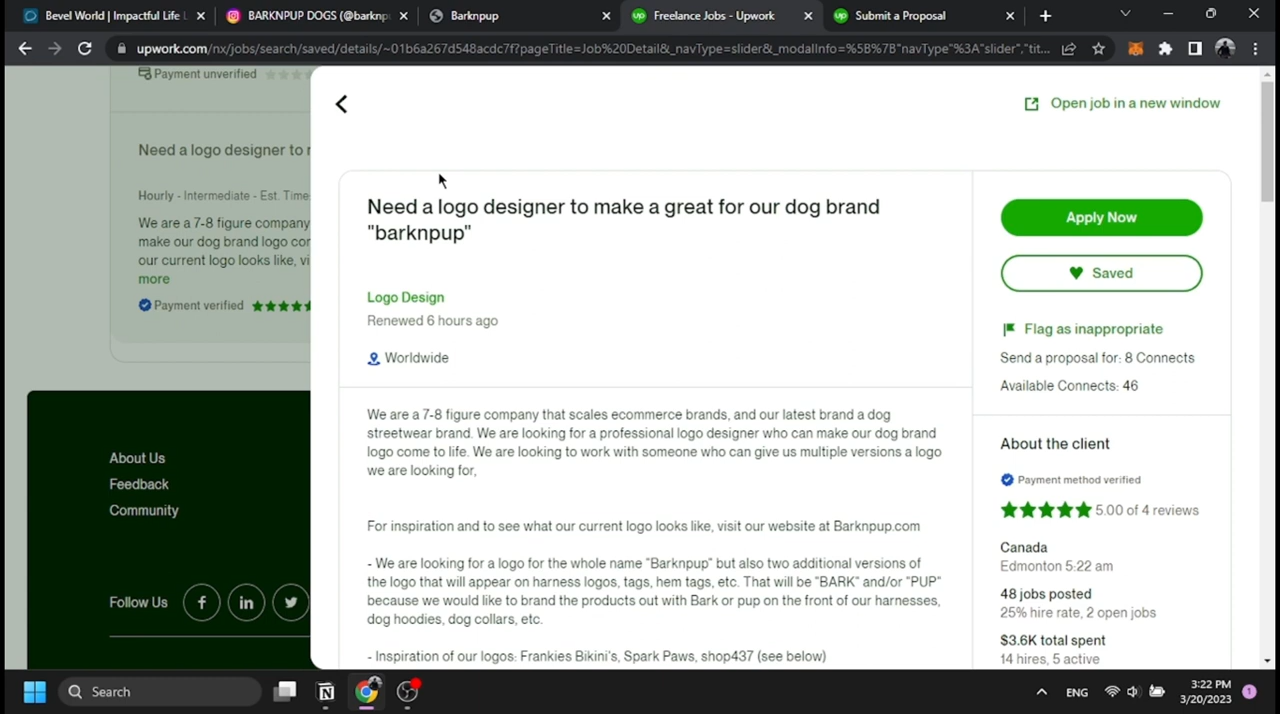 Bevel World | Impactful Life L
BARKNPUP DOGS (@barknp
Barknpup
Freelance Jobs - Upwork
Submit a Proposal
upwork.com/nx/jobs/search/saved/details/~01b6a267d548acdc7f?pageTitle=Job%20Detail&_navType=slider&_modalInfo=%5B%7B"navType"%3A"slider","tit...
Payment unverified
Need a logo designer to r
Hourly - Intermediate - Est. Time
We are a 7-8 figure company
make our dog brand logo cor
our current logo looks like, vi
more
Payment verified
About Us
Feedback
Community
Follow Us
Open job in a new window
Need a logo designer to make a great for our dog brand
"barknpup"
Logo Design
Renewed 6 hours ago
Worldwide
We are a 7-8 figure company that scales ecommerce brands, and our latest brand a dog
streetwear brand. We are looking for a professional logo designer who can make our dog brand
logo come to life. We are looking to work with someone who can give us multiple versions a logo
we are looking for,
For inspiration and to see what our current logo looks like, visit our website at Barknpup.com
- We are looking for a logo for the whole name "Barknpup" but also two additional versions of
the logo that will appear on harness logos, tags, hem tags, etc. That will be "BARK" and/or "PUP"
because we would like to brand the products out with Bark or pup on the front of our harnesses,
dog hoodies, dog collars, etc.
- Inspiration of our logos: Frankies Bikini's, Spark Paws, shop437 (see below)
Apply Now
Saved
Flag as inappropriate
Send a proposal for: 8 Connects
Available Connects: 46
About the client
Payment method verified
5.00 of 4 reviews
Canada
Edmonton 5:22 am
48 jobs posted
25% hire rate, 2 open jobs
$3.6K total spent
14 hires, 5 active
Search
ENG
3:22 PM
3/20/2023
1